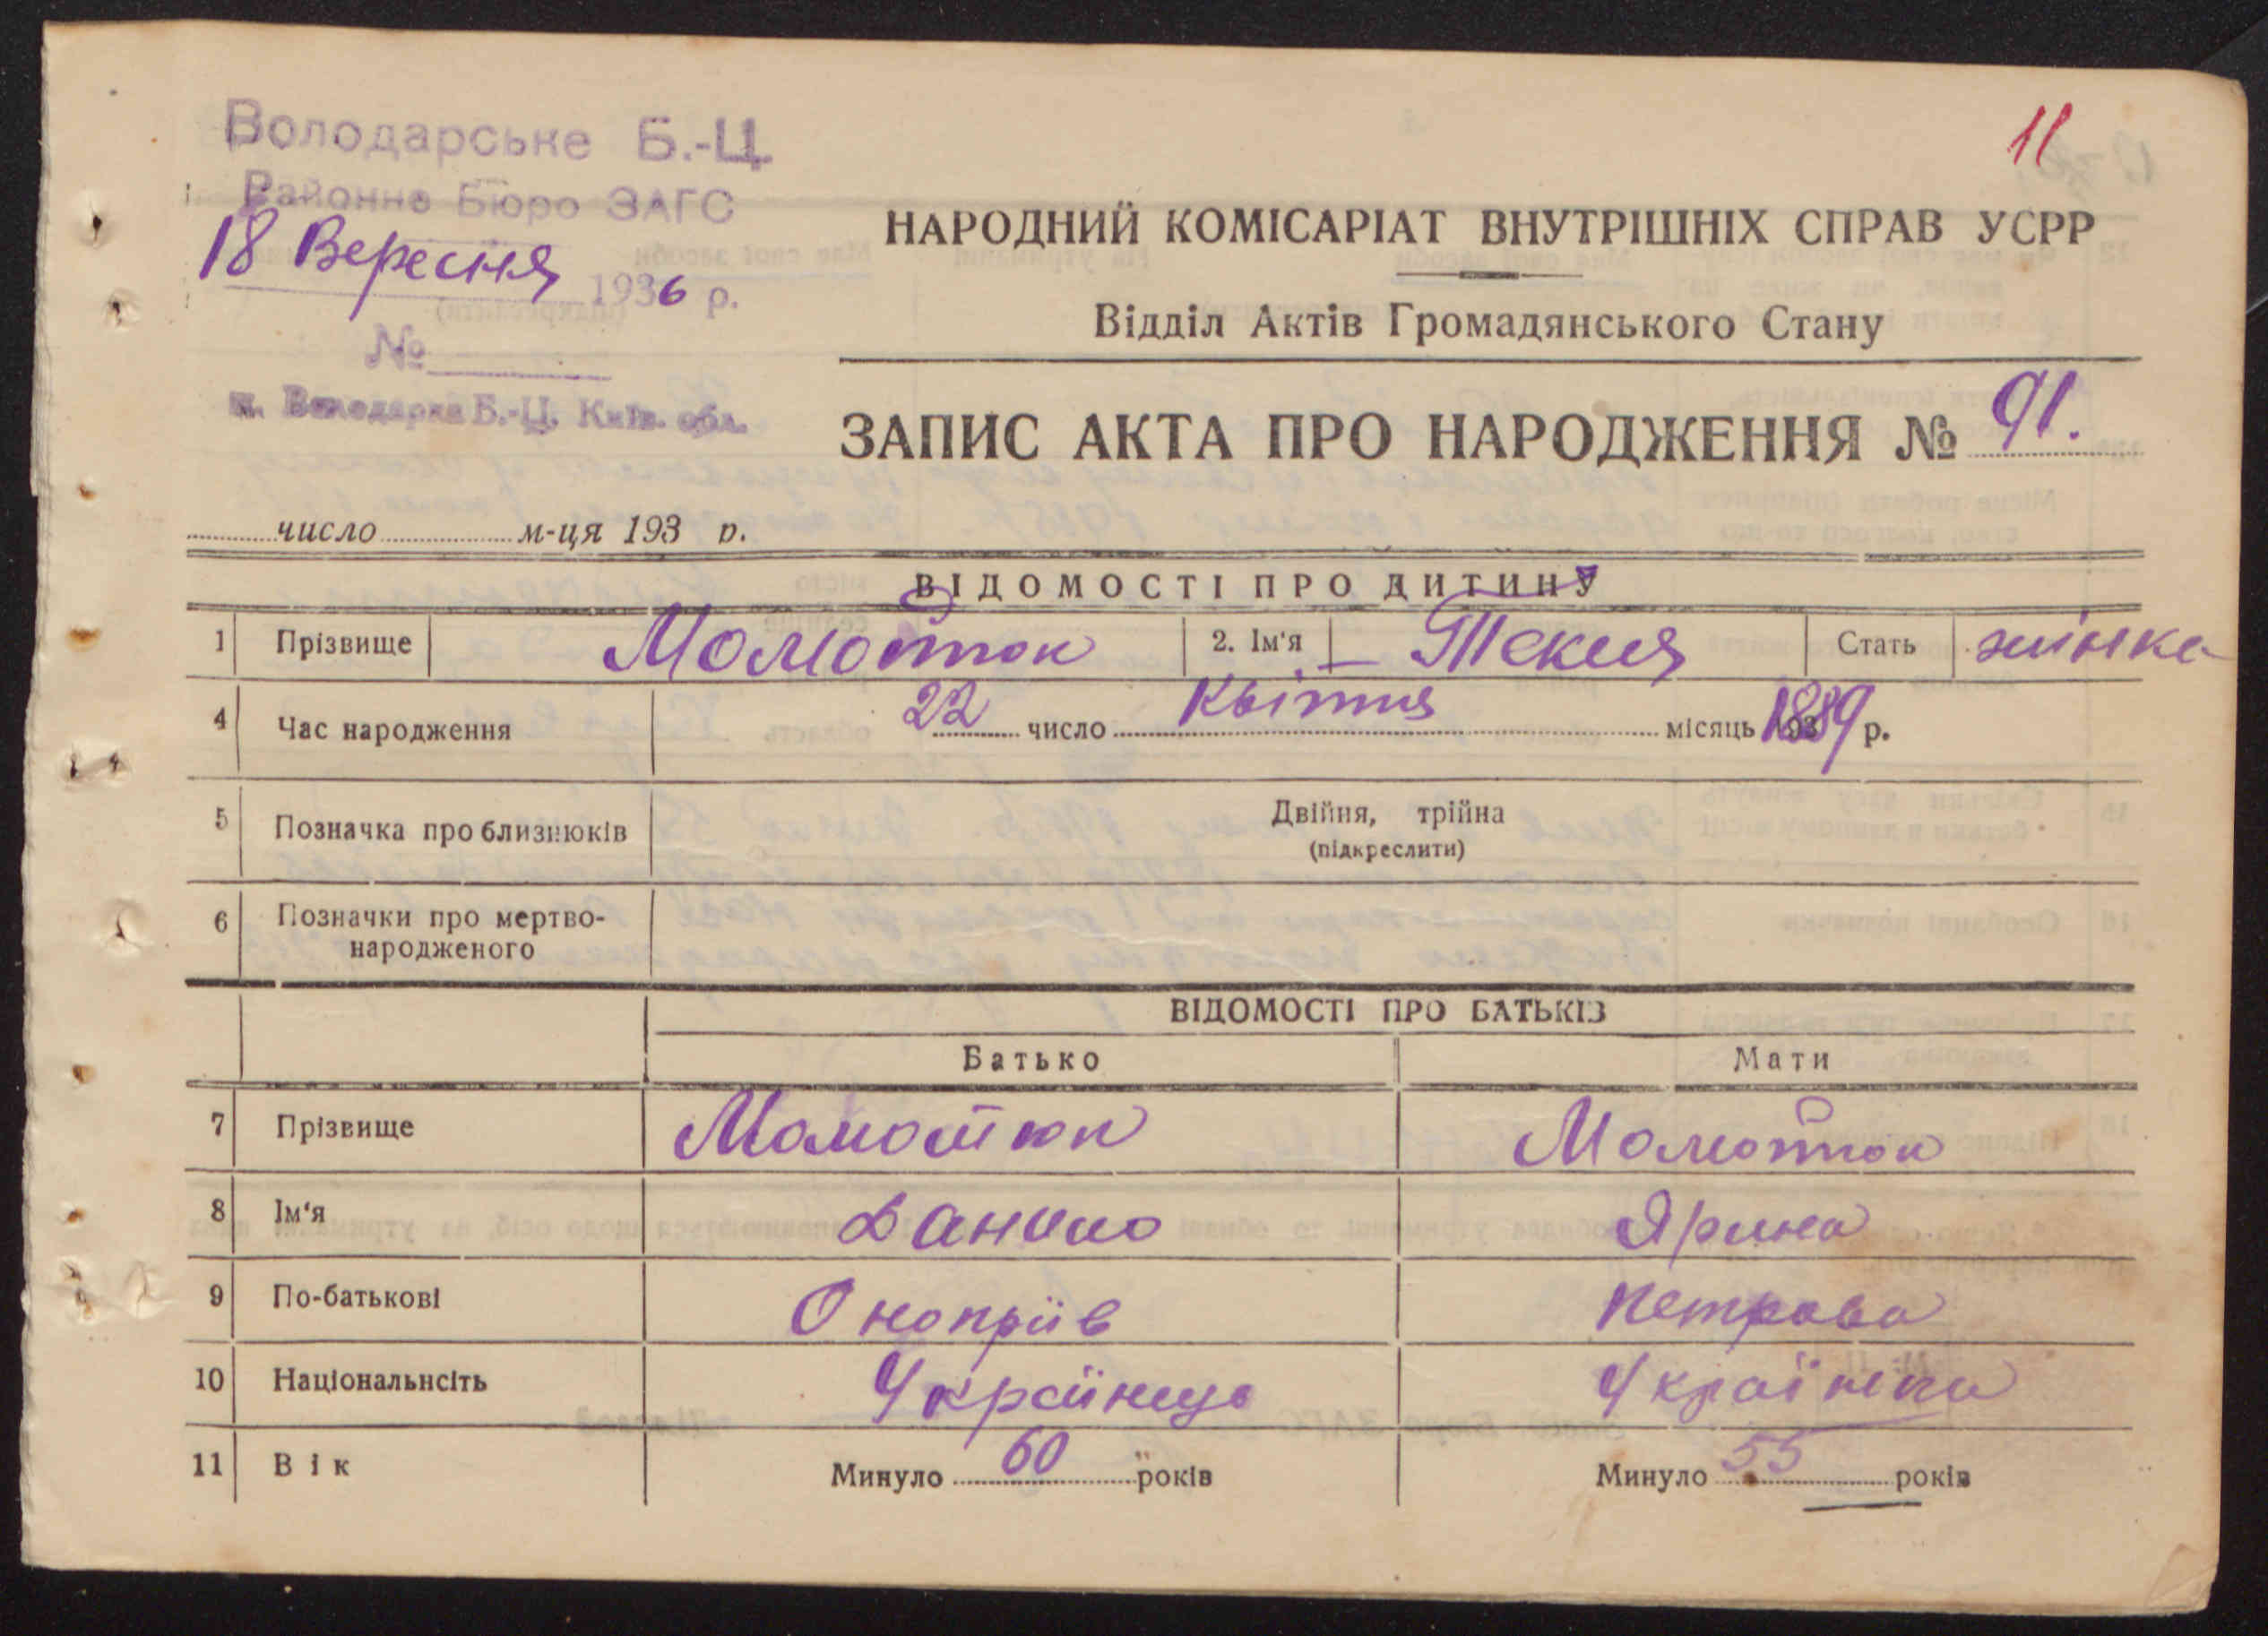 Володарське Б.-Ц.
Районне Бюро ЗАГС
18 Вересня 1936 р.
№
м. Володарка Б.-Ц. Київ. обл.
11
НАРОДНИЙ КОМІСАРІАТ ВНУТРІШНІХ СПРАВ УСРР
Відділ Актів Громадянського Стану
ЗАПИС АКТА ПРО НАРОДЖЕННЯ № 91.
число м-ця 193 р.
ВІДОМОСТІ ПРО ДИТИНУ
1 Прізвище Момотюк 2. Ім'я Текля Стать жінка
4 Час народження 22 число Квітня місяць 1889 р.
5 Позначка про близнюків Двійня, трійна
(підкреслити)
6 Позначки про мертво-
народженого
ВІДОМОСТІ ПРО БАТЬКІВ
Батько Мати
7 Прізвище Момотюк Момотюк
8 Ім'я Данило Ярина
9 По-батькові Онопріїв Петрова
10 Національнсіть Українець Українка
11 Вік Минуло 60 років Минуло 55 років